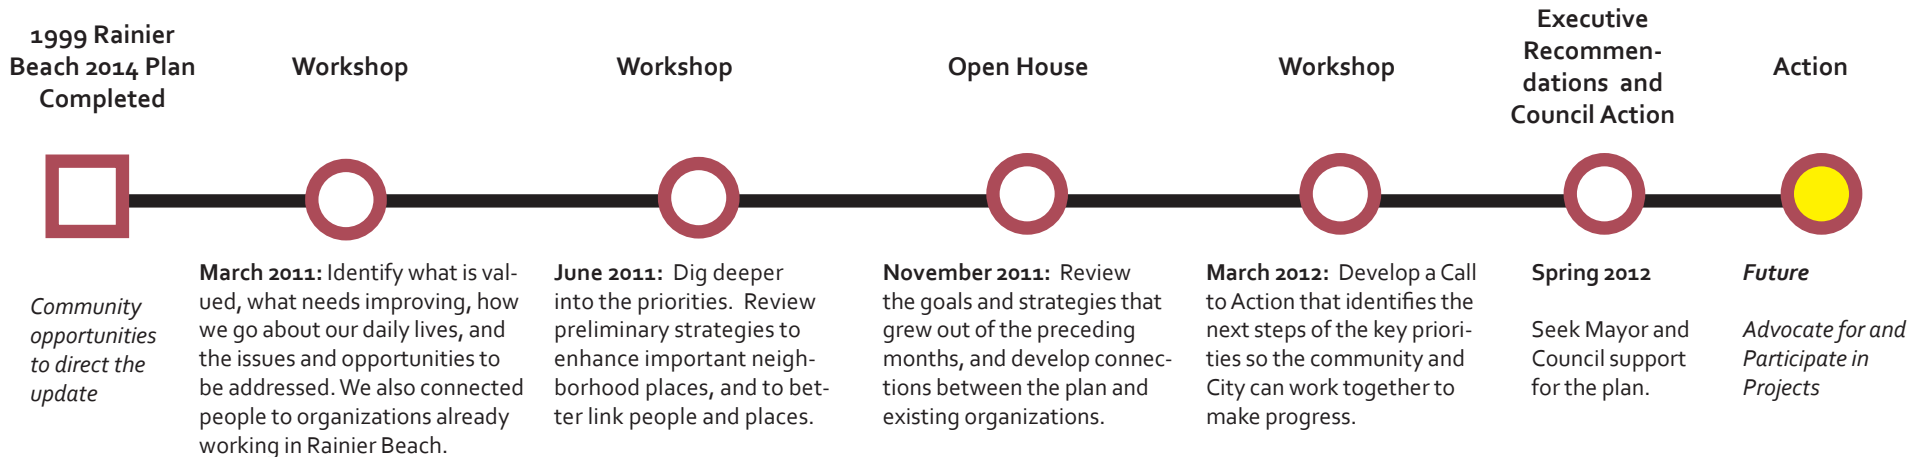 1999 Rainier
Beach 2014 Plan
Completed
Workshop
Workshop
Open House
Workshop
Executive
Recommen-
dations and
Council Action
Action
Community
opportunities
to direct the
update
March 2011: Identify what is val-
ued, what needs improving, how
we go about our daily lives, and
the issues and opportunities to
be addressed. We also connected
people to organizations already
working in Rainier Beach.
June 2011: Dig deeper
into the priorities. Review
preliminary strategies to
enhance important neigh-
borhood places, and to bet-
ter link people and places.
November 2011: Review
the goals and strategies that
grew out of the preceding
months, and develop connec-
tions between the plan and
existing organizations.
March 2012: Develop a Call
to Action that identifies the
next steps of the key priori-
ties so the community and
City can work together to
make progress.
Spring 2012
Seek Mayor and
Council support
for the plan.
Future
Advocate for and
Participate in
Projects